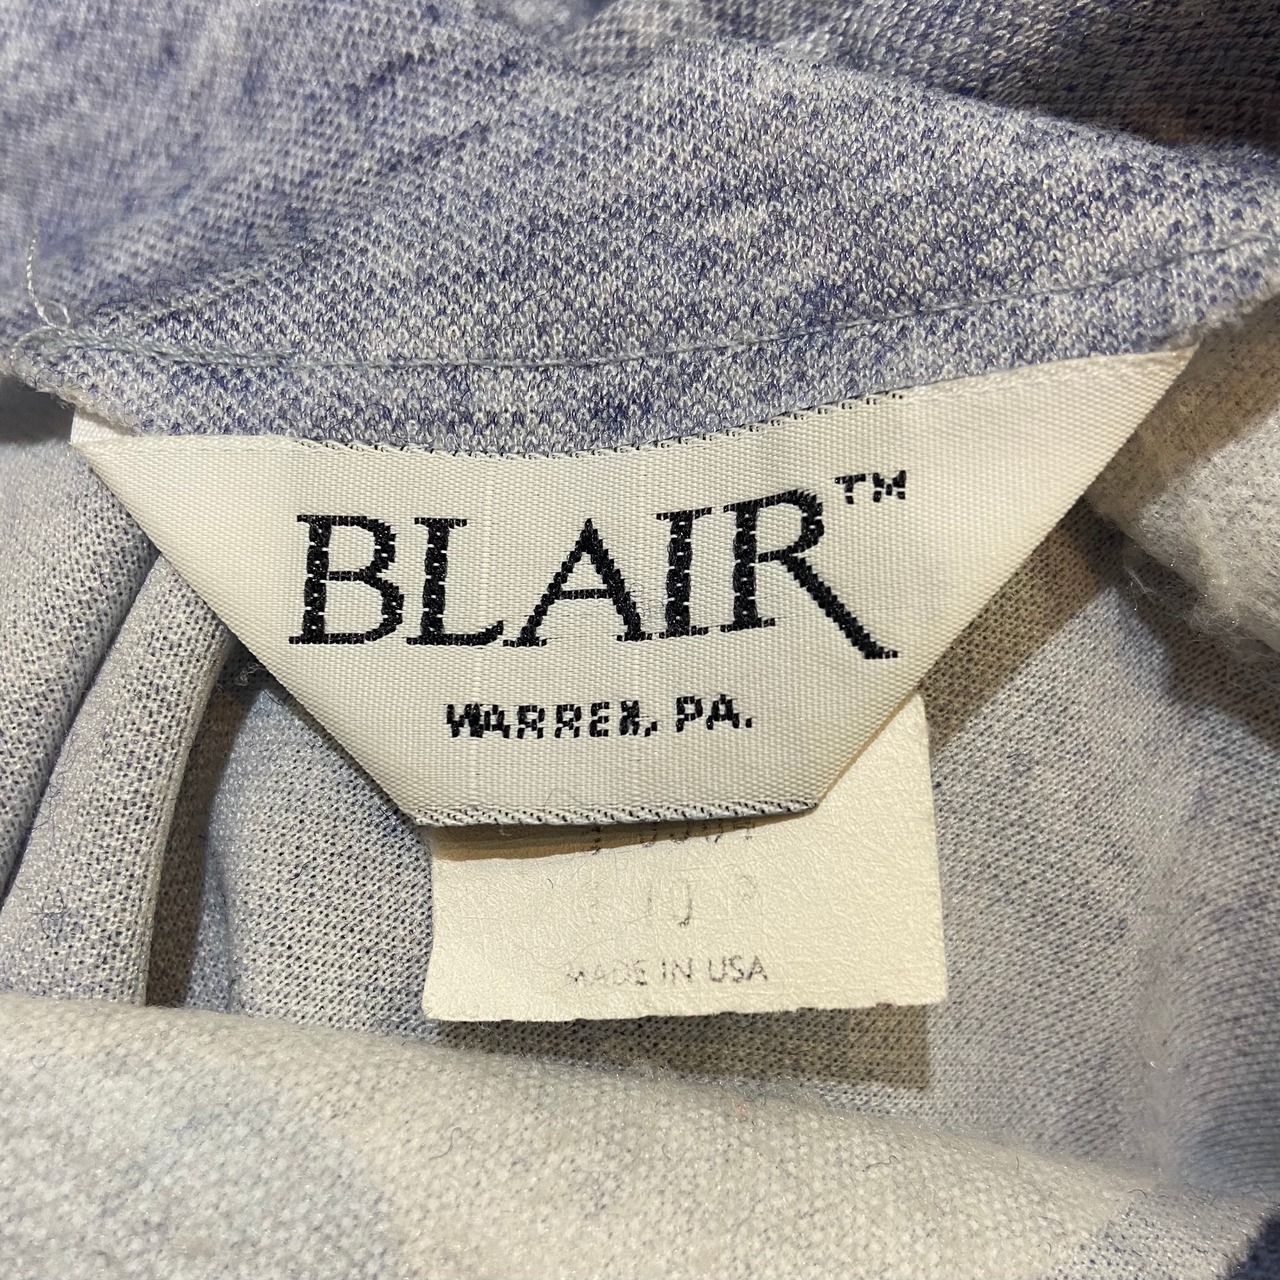 BLAIR™
WARREN, PA.
MADE IN USA